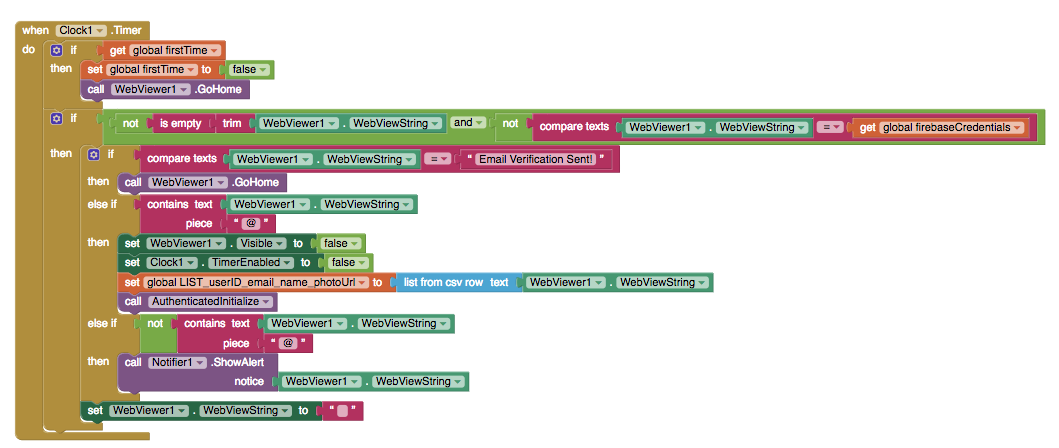 when Clock1 .Timer
do if get global firstTime
then set global firstTime to false
call WebViewer1 .GoHome
if not is empty trim WebViewer1 . WebViewString and not compare texts WebViewer1 . WebViewString = get global firebaseCredentials
then if compare texts WebViewer1 . WebViewString = " Email Verification Sent! "
then call WebViewer1 .GoHome
else if contains text WebViewer1 . WebViewString
piece " @ "
then set WebViewer1 . Visible to false
set Clock1 . TimerEnabled to false
set global LIST_userID_email_name_photoUrl to list from csv row text WebViewer1 . WebViewString
call AuthenticatedInitialize
else if not contains text WebViewer1 . WebViewString
piece " @ "
then call Notifier1 .ShowAlert
notice WebViewer1 . WebViewString
set WebViewer1 . WebViewString to " "